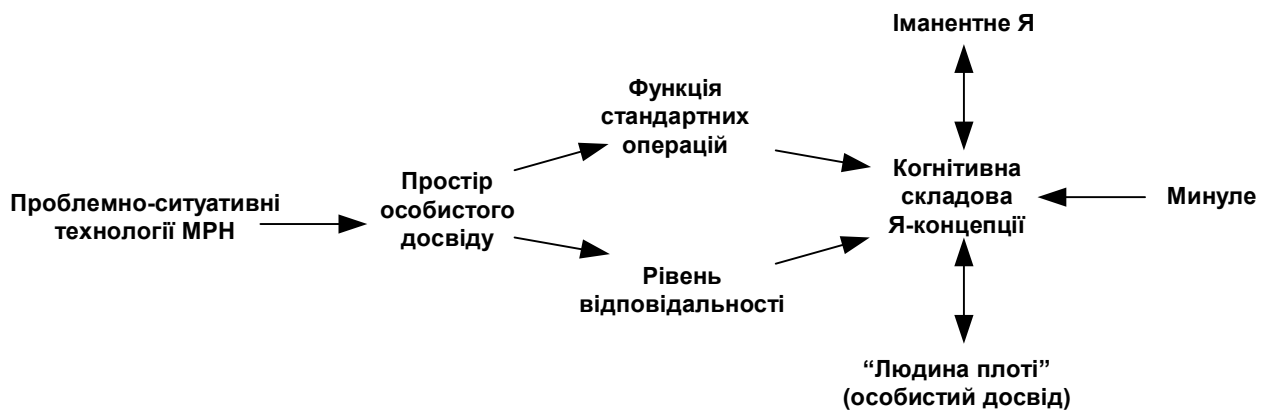 Іманентне Я
Функція
стандартних
операцій
Проблемно-ситуативні
технології МРН
Простір
особистого
досвіду
Когнітивна
складова
Я-концепції
Минуле
Рівень
відповідальності
“Людина плоті”
(особистий досвід)